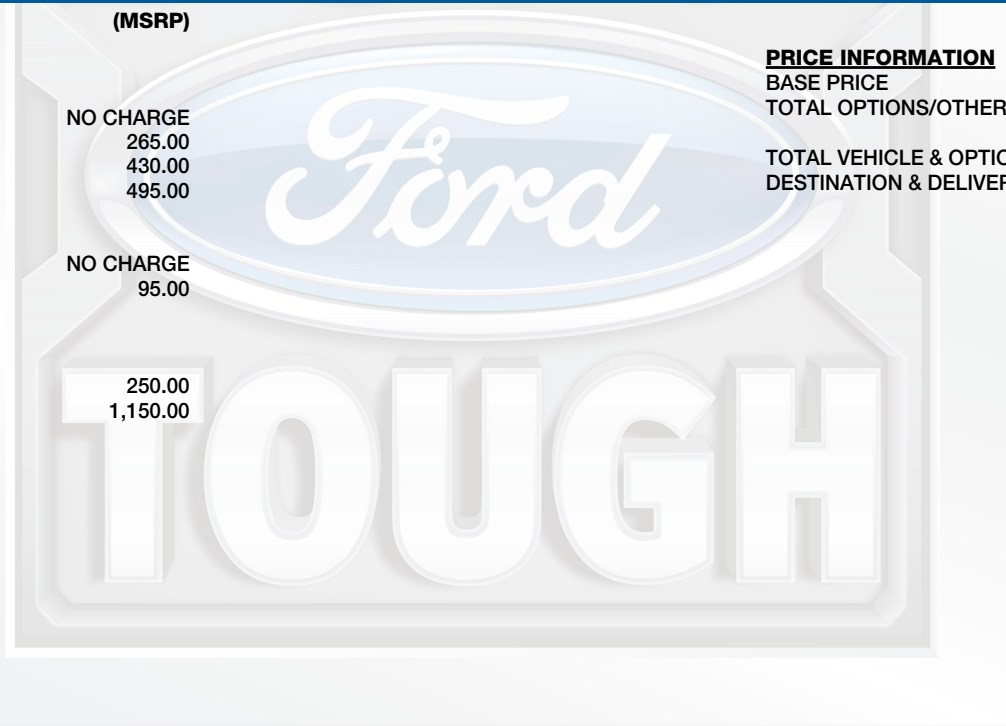 (MSRP)
NO CHARGE
265.00
430.00
495.00
NO CHARGE
95.00
250.00
1,150.00
PRICE INFORMATION
BASE PRICE
TOTAL OPTIONS/OTHER
TOTAL VEHICLE & OPTIO
DESTINATION & DELIVER
Ford
TOUGH